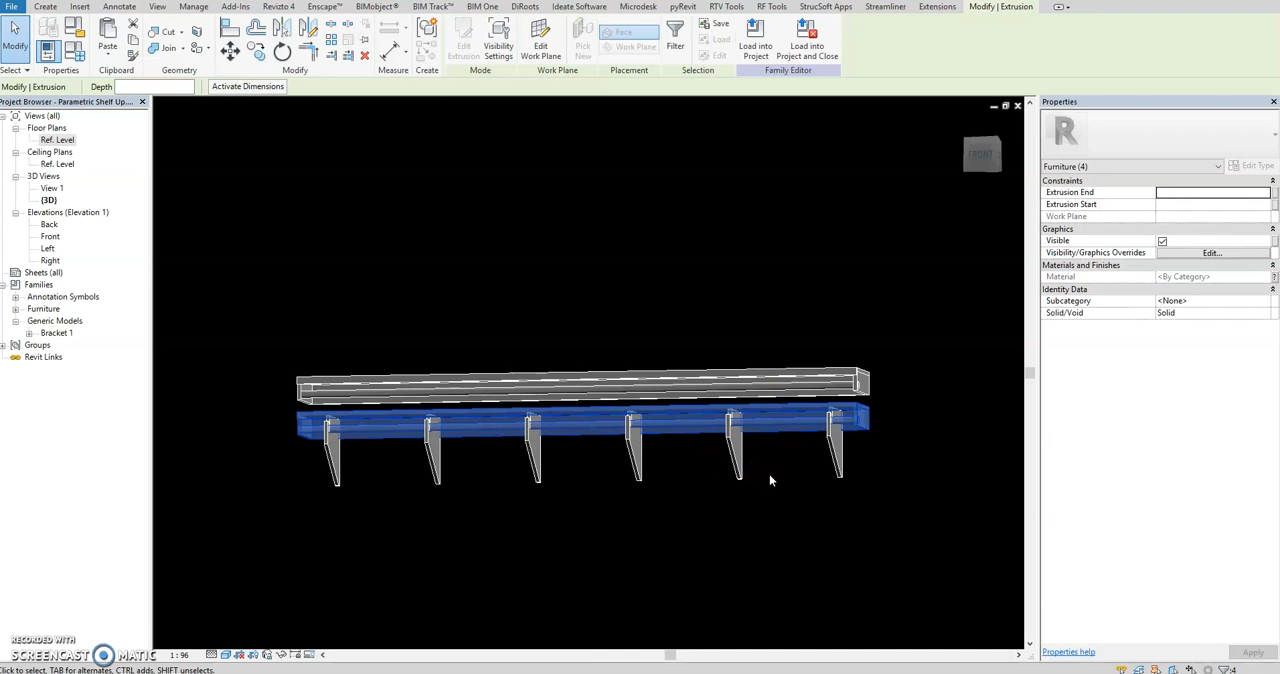 File Create Insert Annotate View Manage Add-Ins Revizto 4 Enscape™ BIMobject® BIM Track™ BIM One DiRoots Ideate Software Microdesk pyRevit RTV Tools RF Tools StrucSoft Apps Streamliner Extensions Modify | Extrusion
Modify Paste Cut Join Edit Extrusion Visibility Settings Edit Work Plane Pick New Face Work Plane Filter Save Load Edit Load into Project Load into Project and Close
Select Properties Clipboard Geometry Modify Measure Create Mode Work Plane Placement Selection Family Editor
Modify | Extrusion Depth Activate Dimensions
Project Browser - Parametric Shelf Up....
Views (all)
Floor Plans
Ref. Level
Ceiling Plans
Ref. Level
3D Views
View 1
(3D)
Elevations (Elevation 1)
Back
Front
Left
Right
Sheets (all)
Families
Annotation Symbols
Furniture
Generic Models
Bracket 1
Groups
Revit Links
FRONT
Properties
R
Furniture (4) Edit Type
Constraints
Extrusion End
Extrusion Start
Work Plane
Graphics
Visible
Visibility/Graphics Overrides Edit...
Materials and Finishes
Material <By Category>
Identity Data
Subcategory <None>
Solid/Void Solid
Properties help Apply
RECORDED WITH
SCREENCAST MATIC
1 : 96
Click to select, TAB for alternates, CTRL adds, SHIFT unselects.
:4